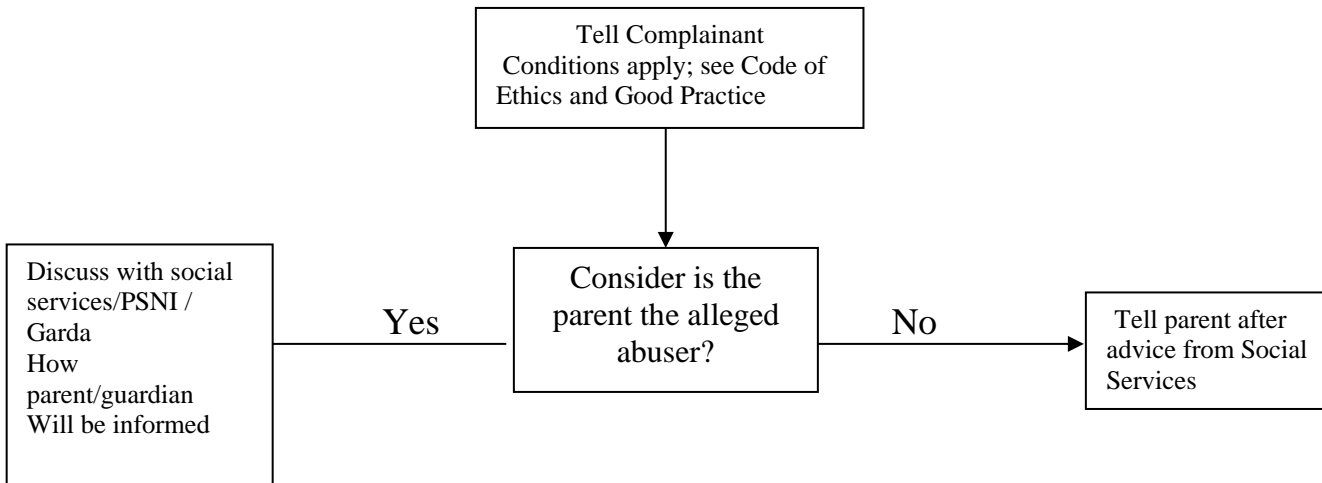 Tell Complainant
Conditions apply; see Code of
Ethics and Good Practice
Consider is the
parent the alleged
abuser?
Yes
No
Discuss with social
services/PSNI /
Garda
How
parent/guardian
Will be informed
Tell parent after
advice from Social
Services